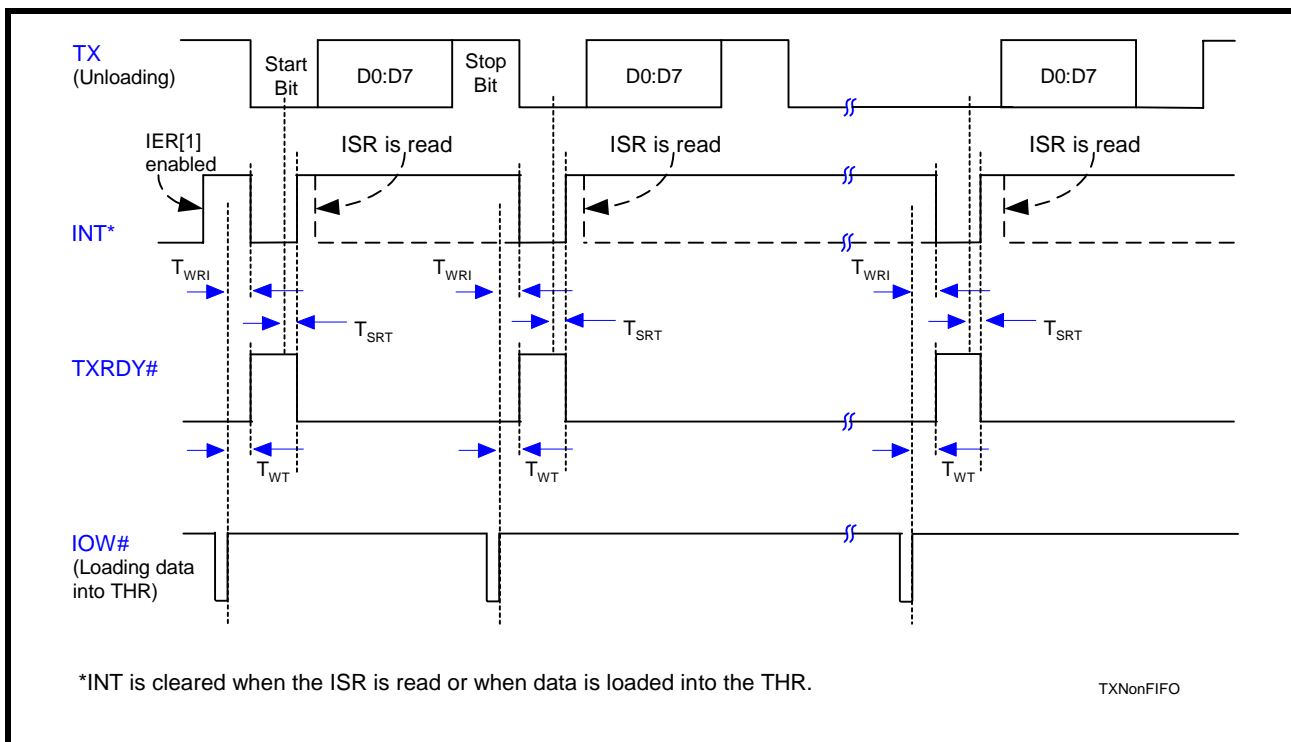 TX
(Unloading)
Start
Bit
D0:D7
Stop
Bit
D0:D7
D0:D7
IER[1]
enabled
ISR is read
ISR is read
ISR is read
INT*
TWRI
TWRI
TWRI
TSRT
TSRT
TSRT
TXRDY#
TWT
TWT
TWT
IOW#
(Loading data
into THR)
*INT is cleared when the ISR is read or when data is loaded into the THR.
TXNonFIFO